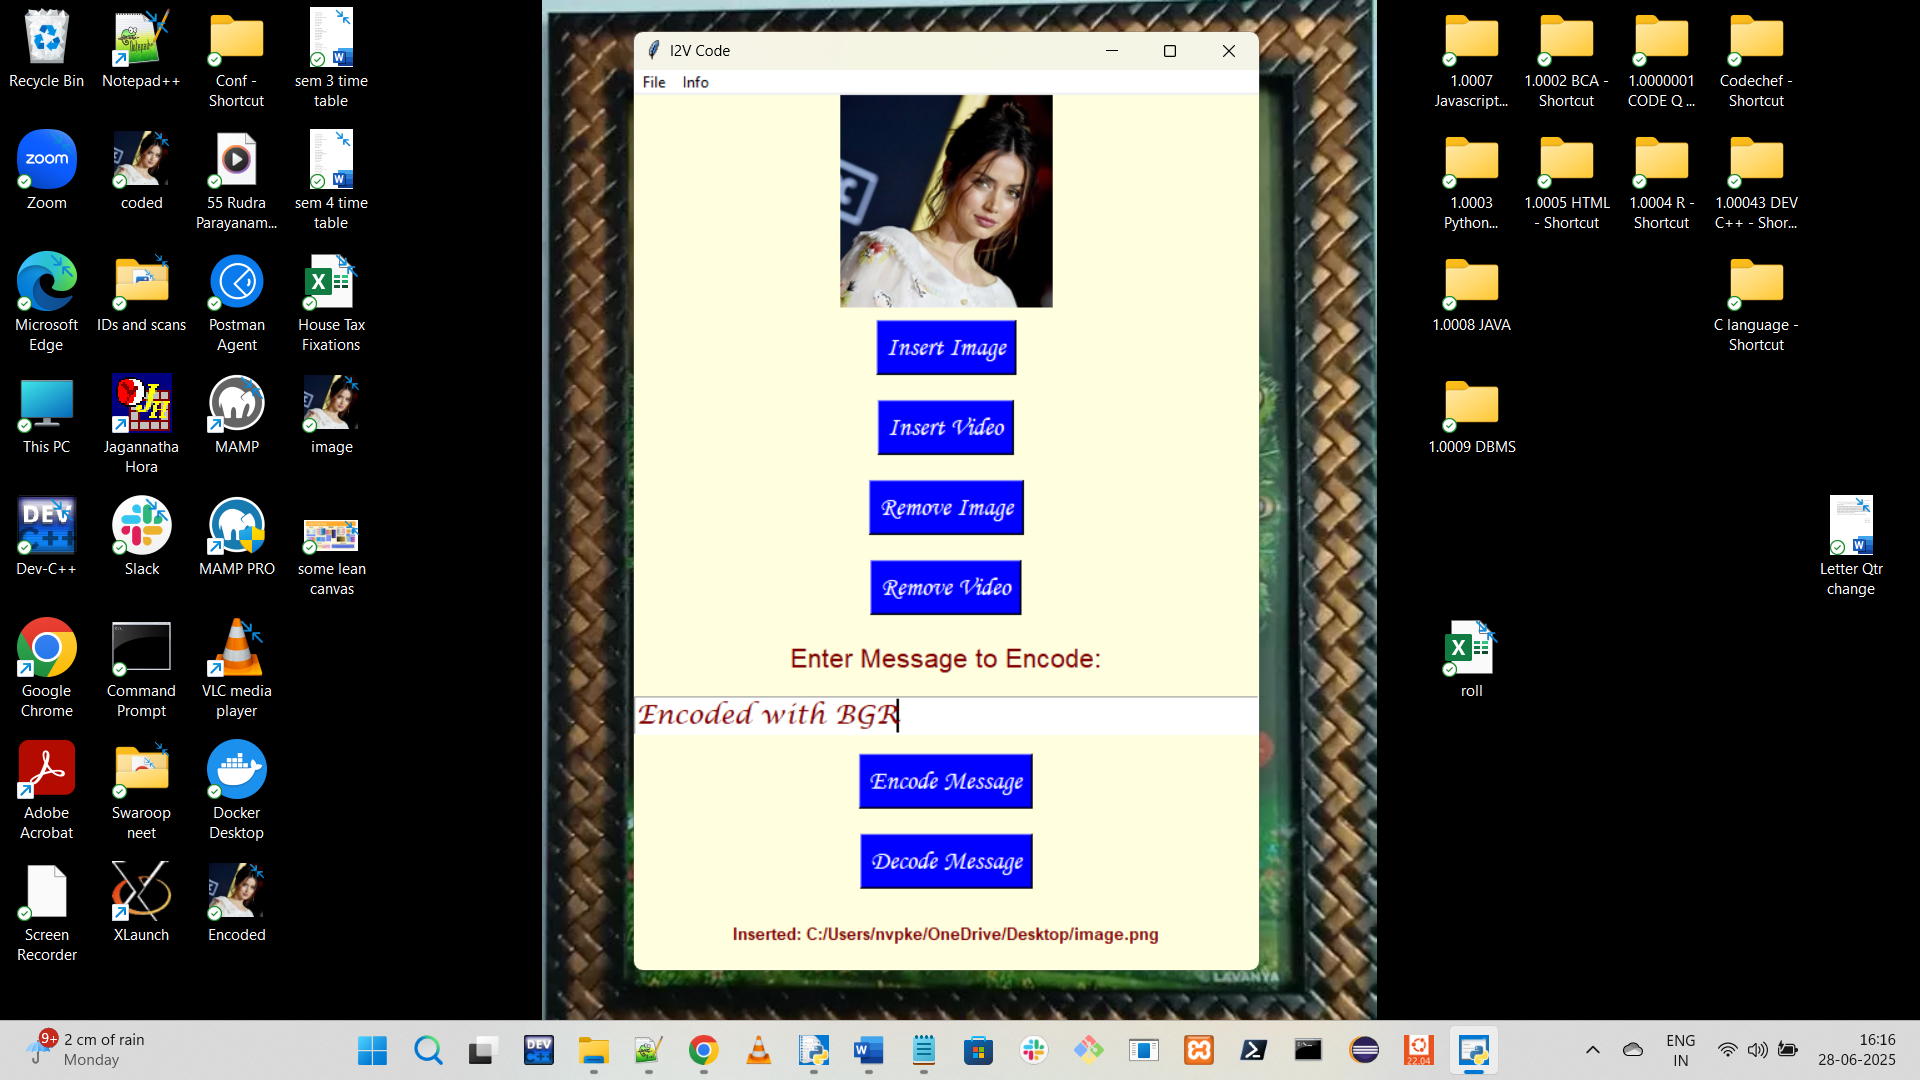 Recycle Bin
Notepad++
Conf -
Shortcut
sem 3 time
table
zoom
Zoom
coded
55 Rudra
Parayanam...
sem 4 time
table
Microsoft
Edge
IDs and scans
Postman
Agent
House Tax
Fixations
This PC
Jagannatha
Hora
MAMP
image
DEV
C++
Dev-C++
Slack
MAMP PRO
some lean
canvas
Google
Chrome
Command
Prompt
VLC media
player
Adobe
Acrobat
Swaroop
neet
Docker
Desktop
Screen
Recorder
XLaunch
Encoded
I2V Code
File Info
Insert Image
Insert Video
Remove Image
Remove Video
Enter Message to Encode:
Encoded with BGR
Encode Message
Decode Message
Inserted: C:/Users/nvpke/OneDrive/Desktop/image.png
LAVANYA
1.0007
Javascript...
1.0002 BCA -
Shortcut
1.0000001
CODE Q ...
Codechef -
Shortcut
1.0003
Python...
1.0005 HTML
- Shortcut
1.0004 R -
Shortcut
1.00043 DEV
C++ - Shor...
1.0008 JAVA
C language -
Shortcut
1.0009 DBMS
Letter Qtr
change
roll
9+
2 cm of rain
Monday
DEV
C++
22.04
ENG
IN
16:16
28-06-2025